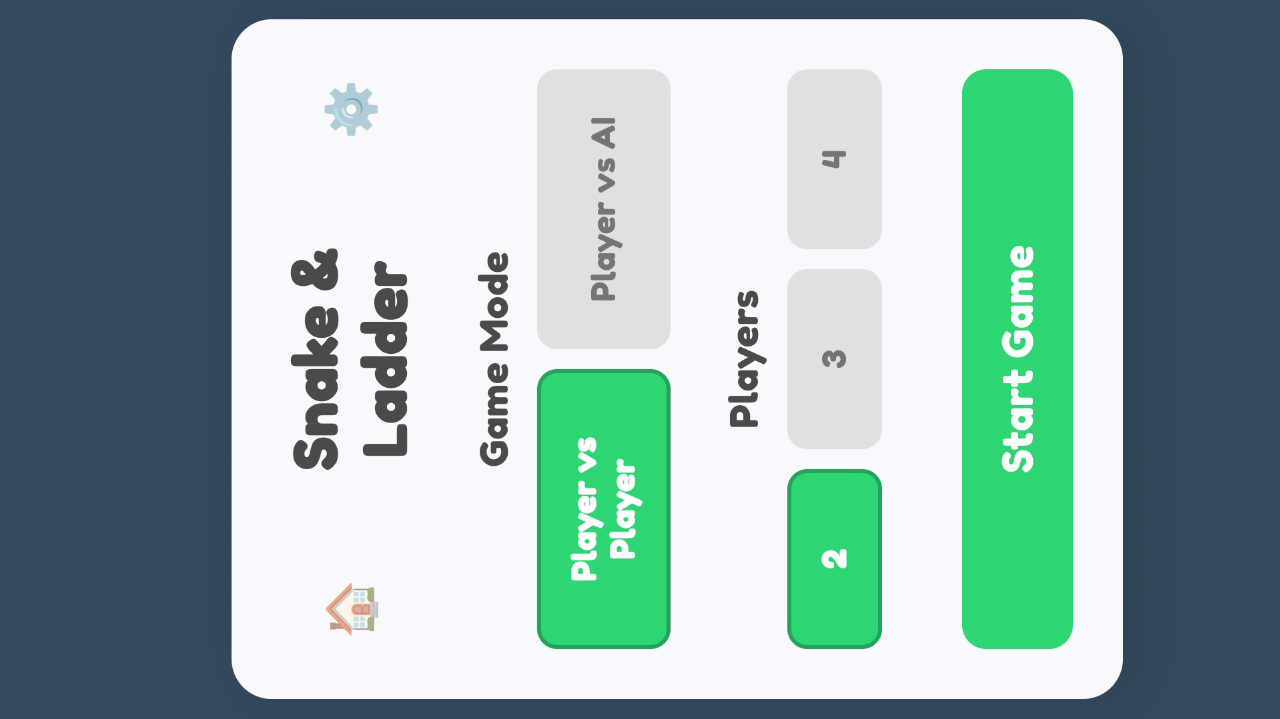 Snake &
Ladder
Game Mode
Player vs
Player
Player vs AI
Players
2
3
4
Start Game